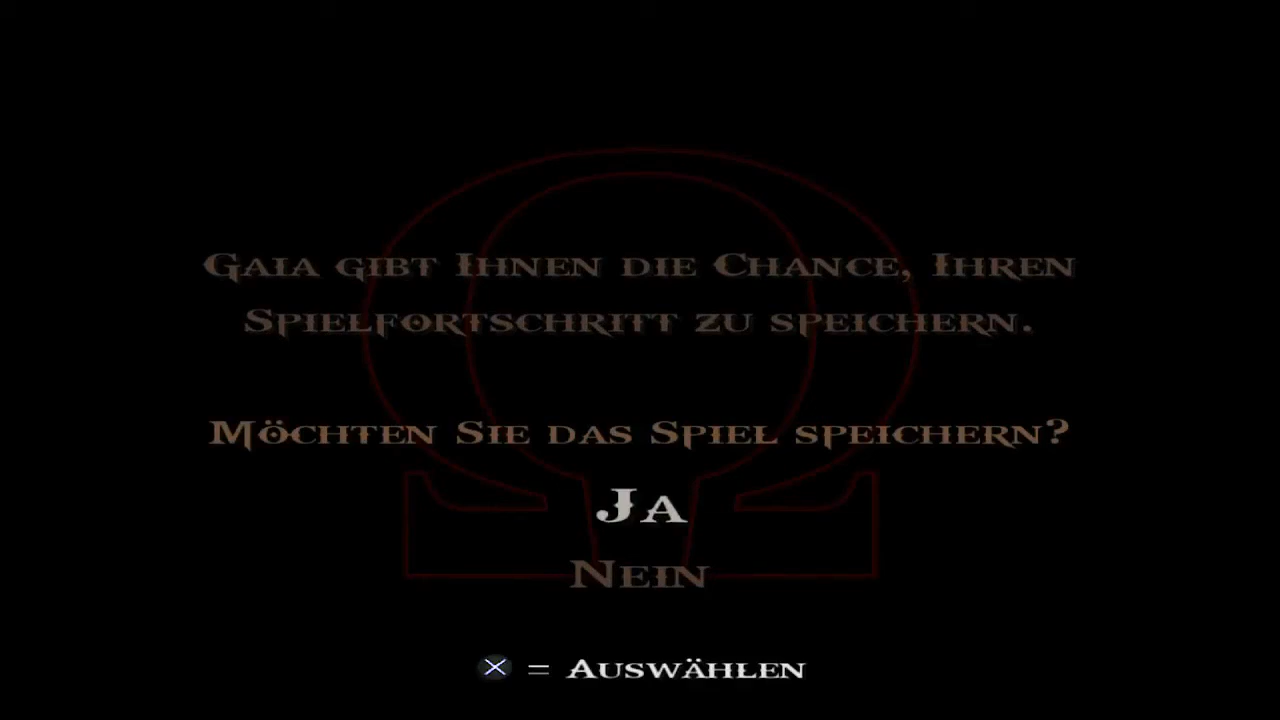 Gaia gibt Ihnen die Chance, Ihren
Spielfortschritt zu speichern.
Möchten Sie das Spiel speichern?
Ja
Nein
= Auswählen